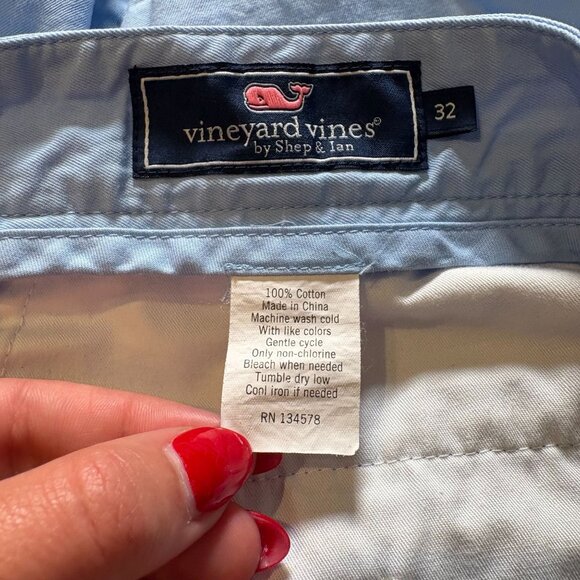 vineyard vines®
by Shep & Ian
32
100% Cotton
Made in China
Machine wash cold
With like colors
Gentle cycle
Only non-chlorine
Bleach when needed
Tumble dry low
Cool iron if needed
RN 134578